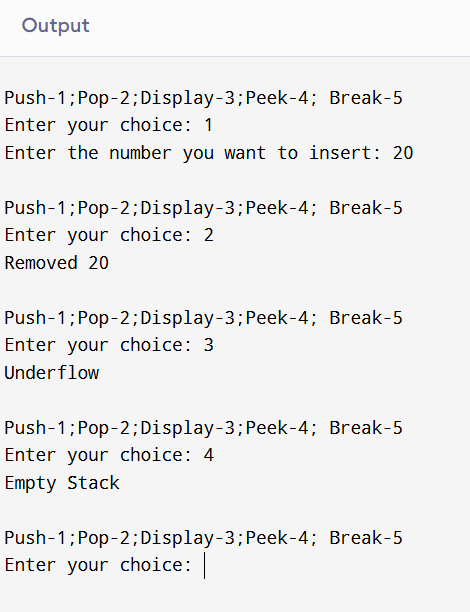 Output
Push-1;Pop-2;Display-3;Peek-4; Break-5
Enter your choice: 1
Enter the number you want to insert: 20
Push-1;Pop-2;Display-3;Peek-4; Break-5
Enter your choice: 2
Removed 20
Push-1;Pop-2;Display-3;Peek-4; Break-5
Enter your choice: 3
Underflow
Push-1;Pop-2;Display-3;Peek-4; Break-5
Enter your choice: 4
Empty Stack
Push-1;Pop-2;Display-3;Peek-4; Break-5
Enter your choice: